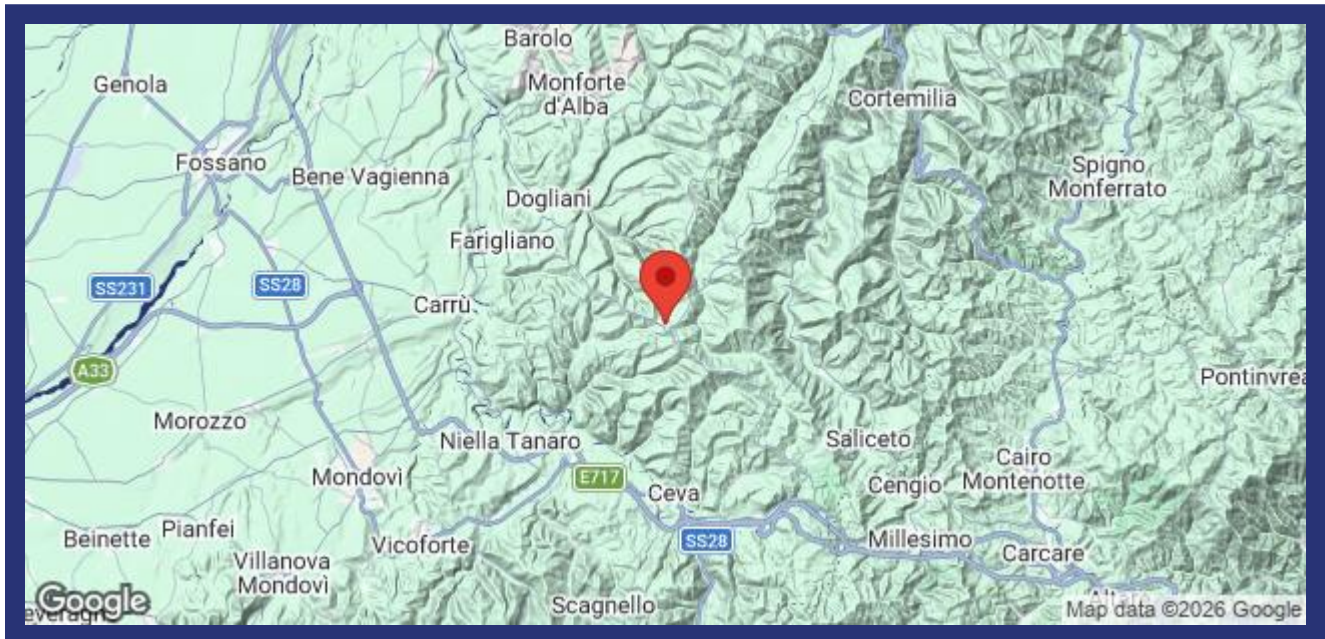 Barolo
Genola
Monforte
d'Alba
Cortemilia
Fossano
Bene Vagienna
Spigno
Monferrato
Dogliani
Farigliano
SS231
SS28
Carrù
A33
Pontinvrea
Morozzo
Niella Tanaro
Saliceto
Mondovì
E717
Ceva
Cengio
Cairo
Montenotte
Beinette
Pianfei
Vicoforte
SS28
Millesimo
Carcare
Villanova
Mondovì
Scagnello
Google
Map data ©2026 Google